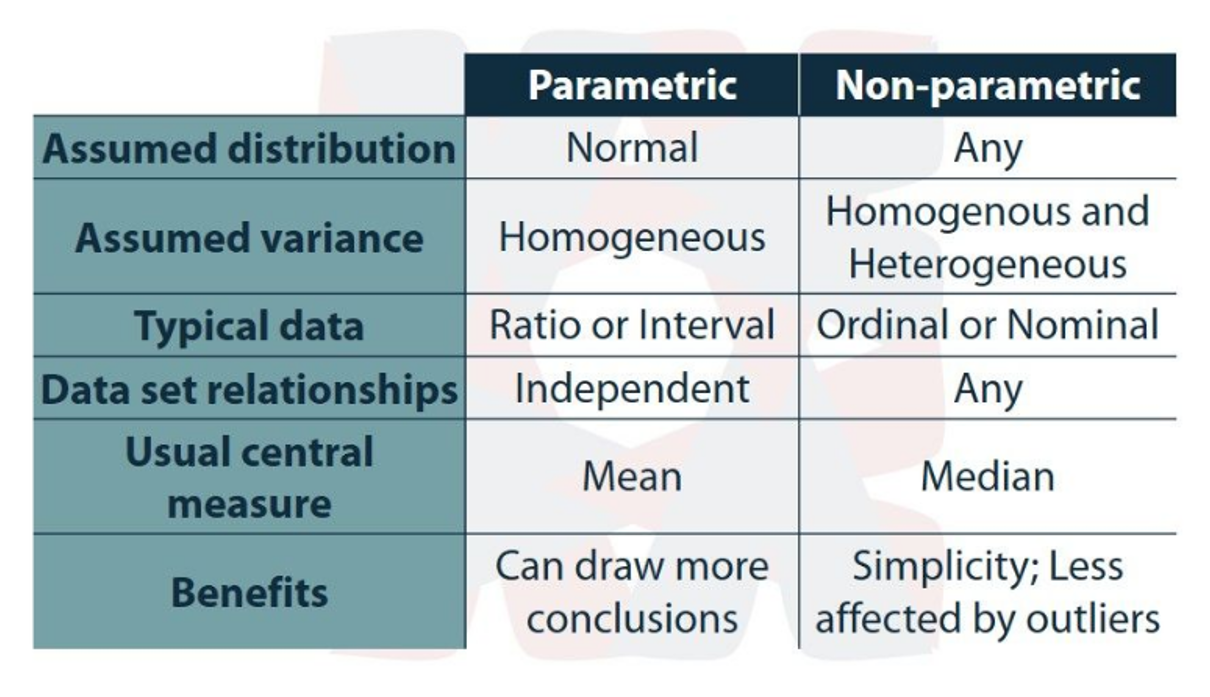 Parametric Non-parametric
Assumed distribution Normal Any
Assumed variance Homogeneous Homogenous and
Heterogeneous
Typical data Ratio or Interval Ordinal or Nominal
Data set relationships Independent Any
Usual central
measure Mean Median
Benefits Can draw more
conclusions Simplicity; Less
affected by outliers